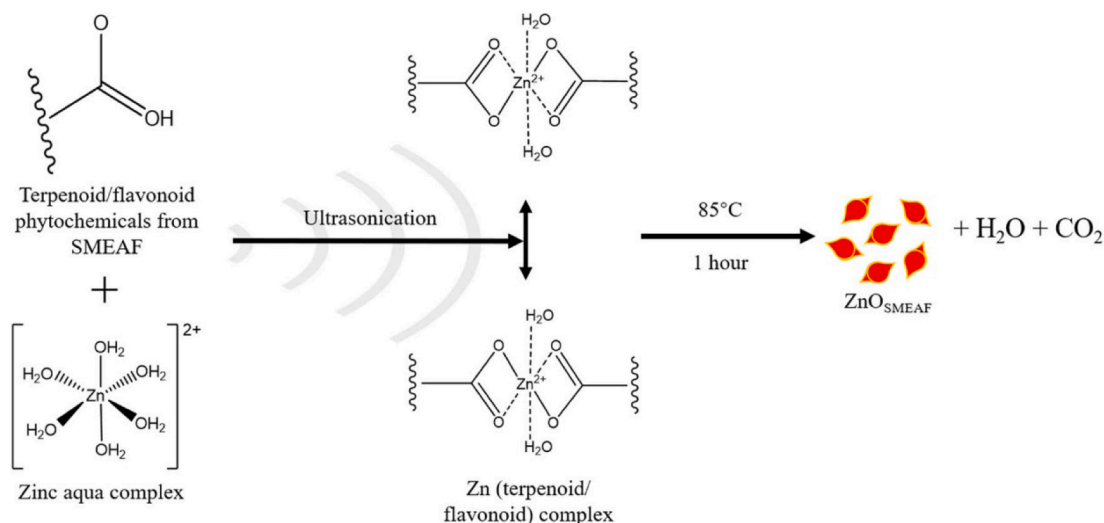 O
OH
Terpenoid/flavonoid
phytochemicals from
SMEAF
+
2+
OH₂
H₂O
OH₂
Zn
H₂O
OH₂
OH₂
Zinc aqua complex
Ultrasonication
H₂O
O
O
Zn²⁺
O
O
H₂O
H₂O
O
O
Zn²⁺
O
O
H₂O
Zn (terpenoid/
flavonoid) complex
85°C
1 hour
ZnO_SMEAF
+ H₂O + CO₂